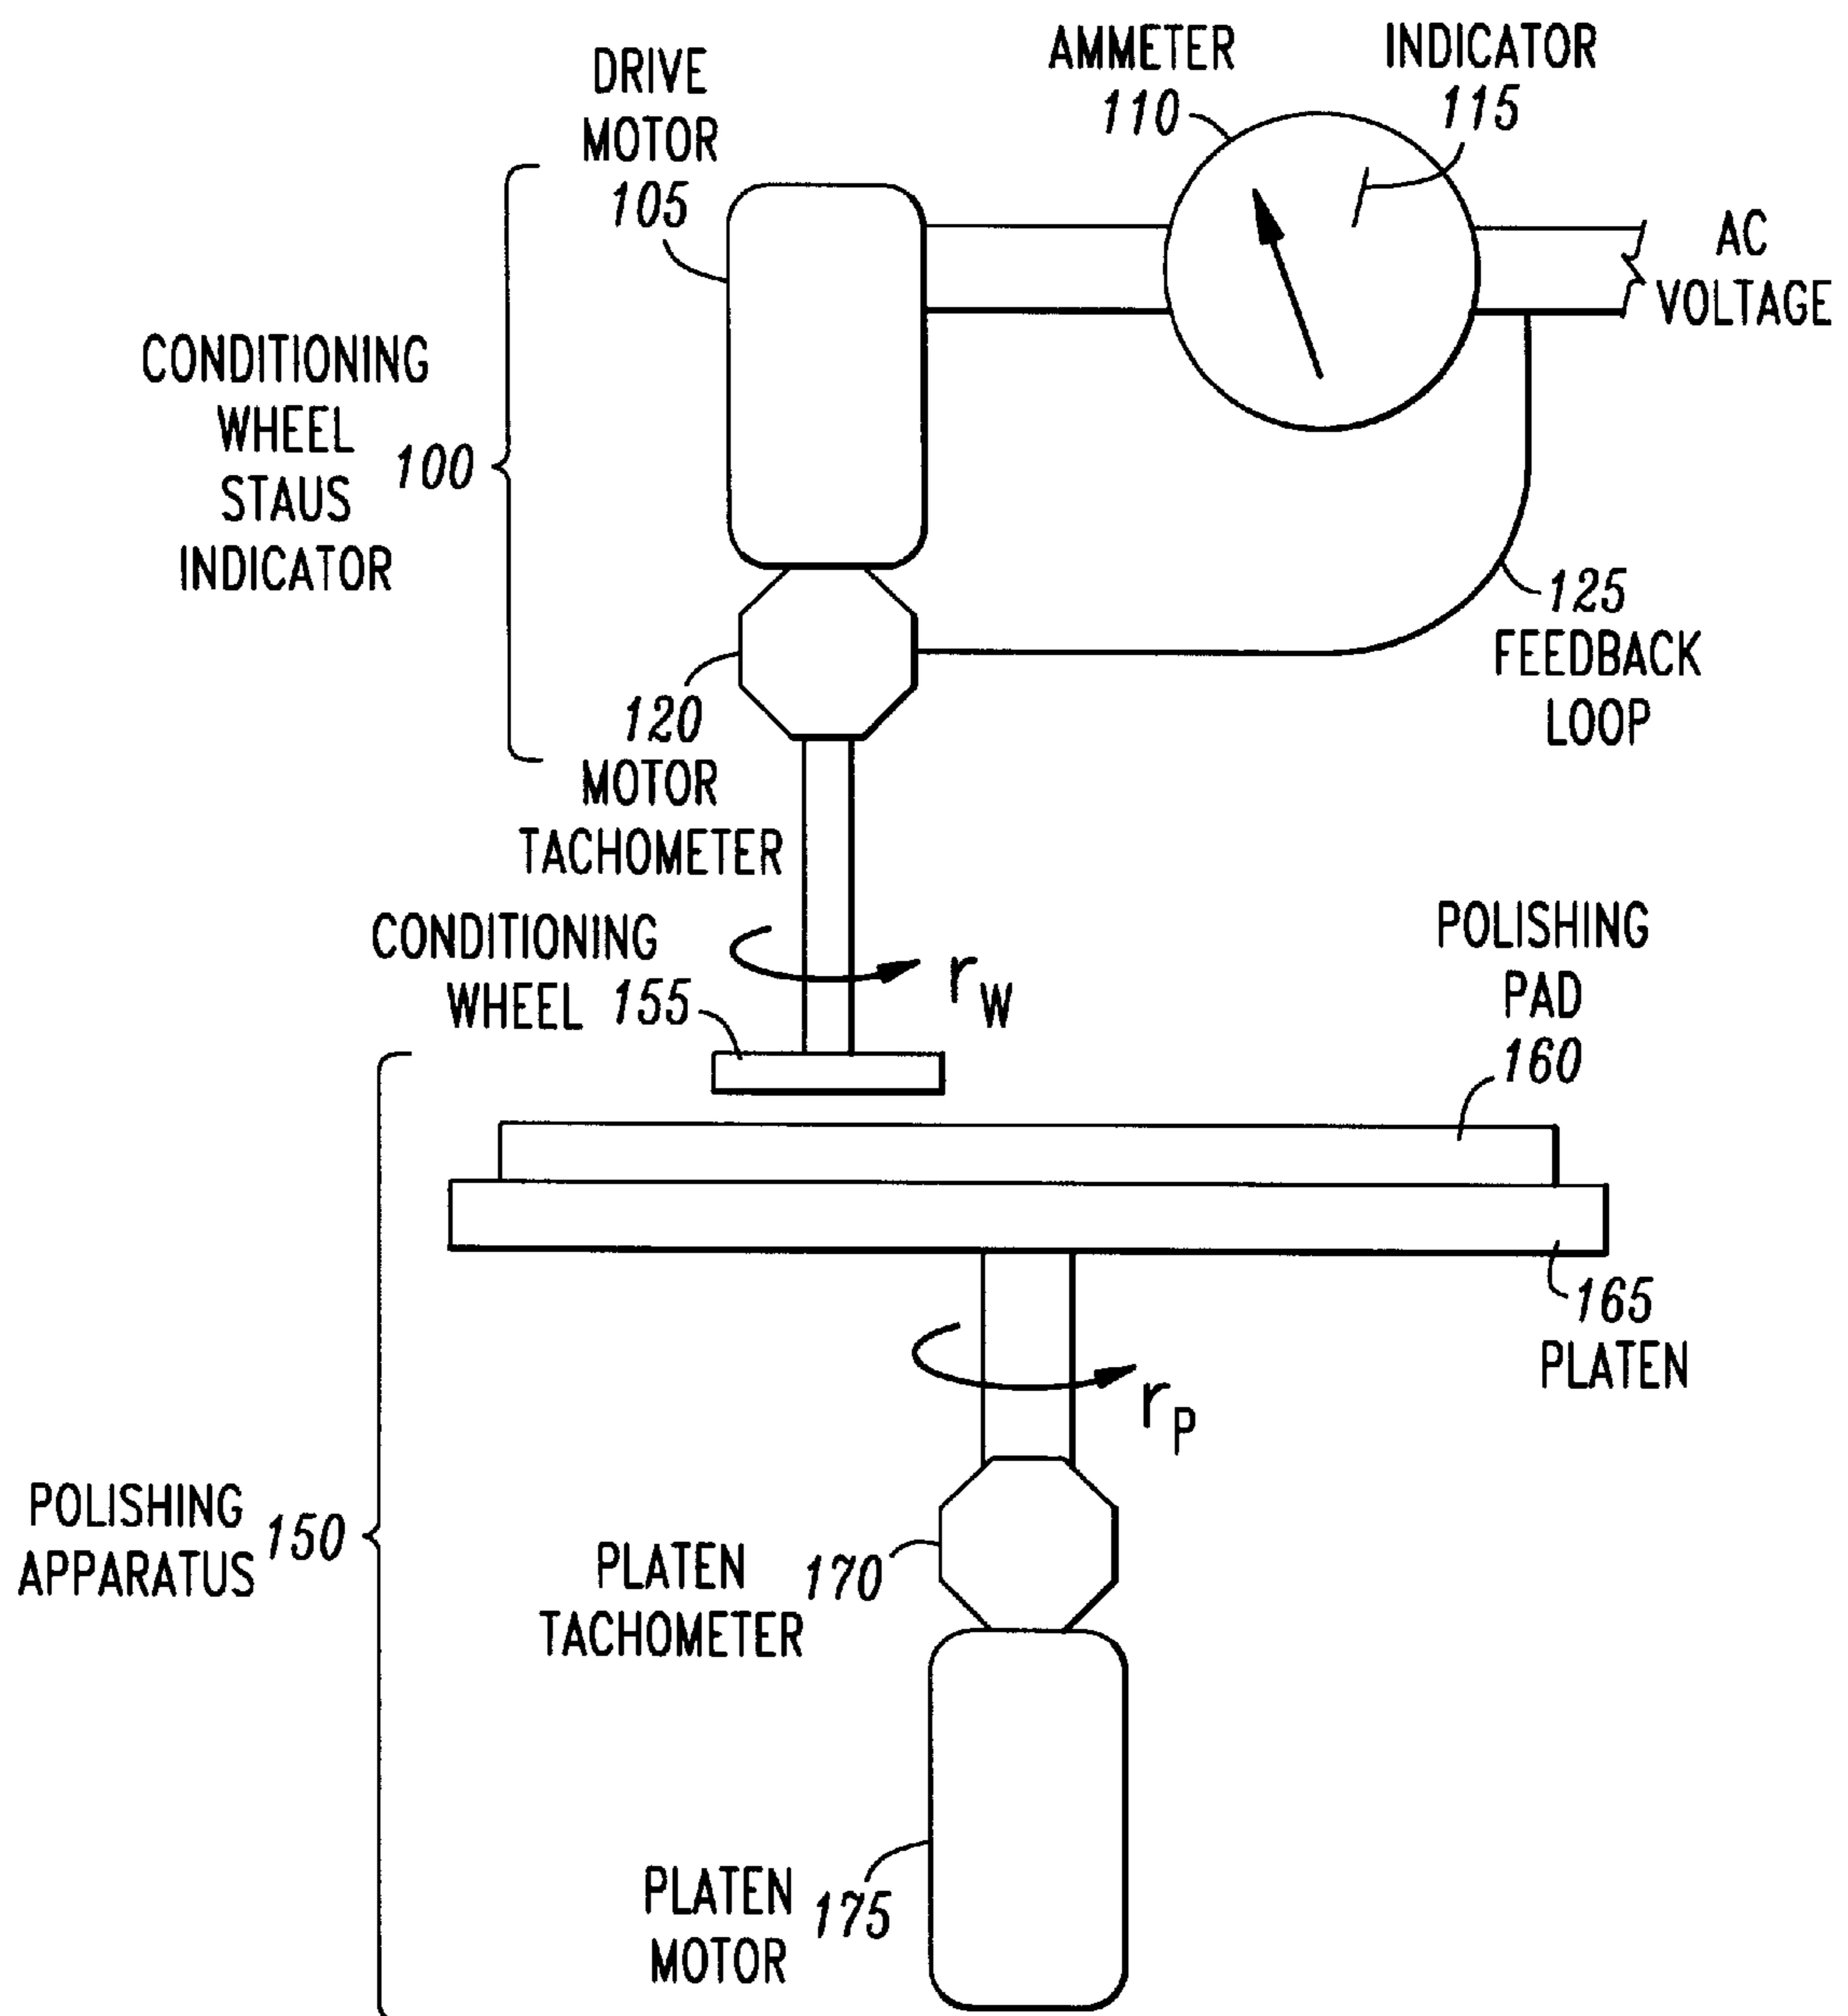 DRIVE
MOTOR
105
AMMETER
110
INDICATOR
115
AC
VOLTAGE
CONDITIONING
WHEEL
STAUS
INDICATOR
100
125
FEEDBACK
LOOP
120
MOTOR
TACHOMETER
CONDITIONING
WHEEL 155
rW
POLISHING
PAD
160
165
PLATEN
rP
POLISHING
APPARATUS
150
PLATEN
TACHOMETER
170
PLATEN
MOTOR
175